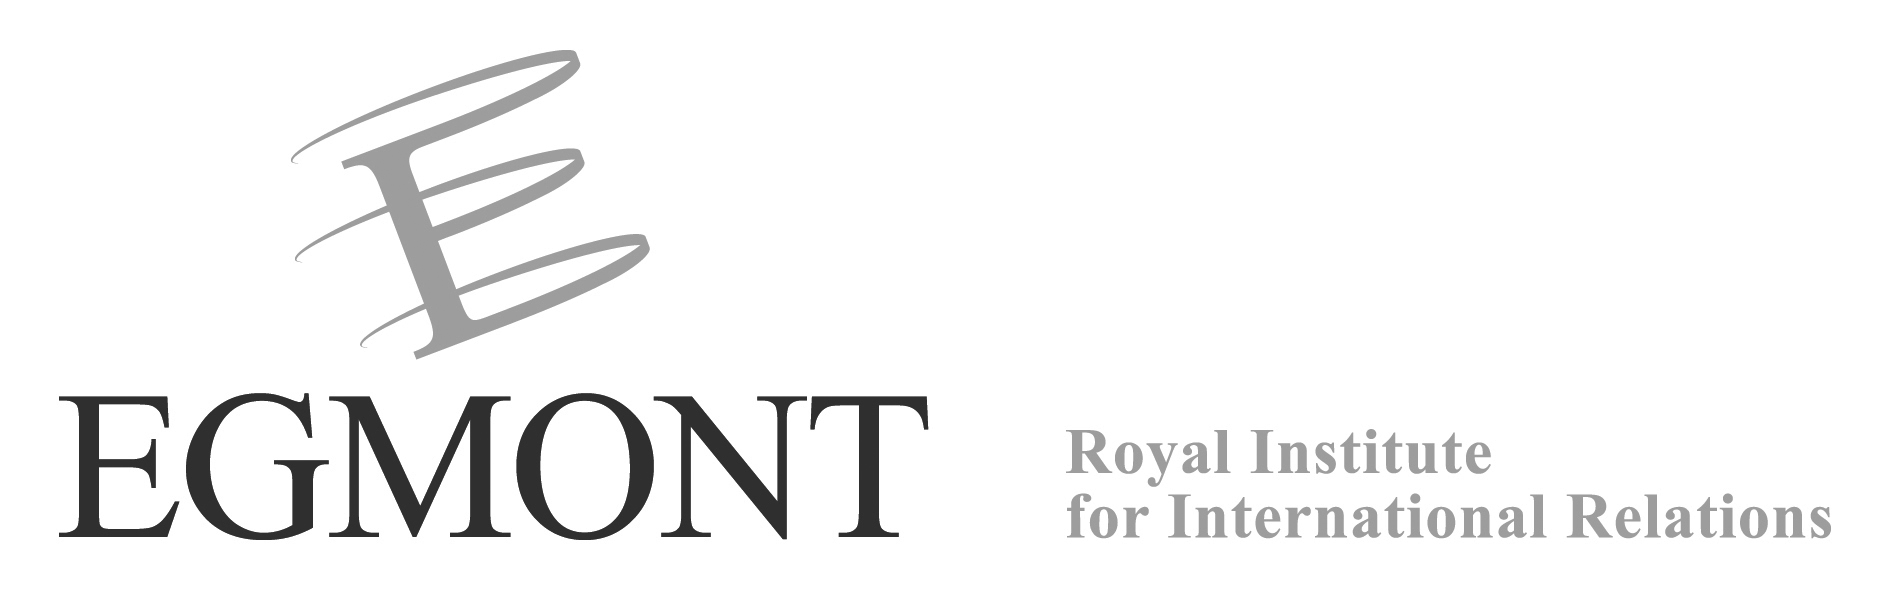 E
EGMONT
Royal Institute
for International Relations